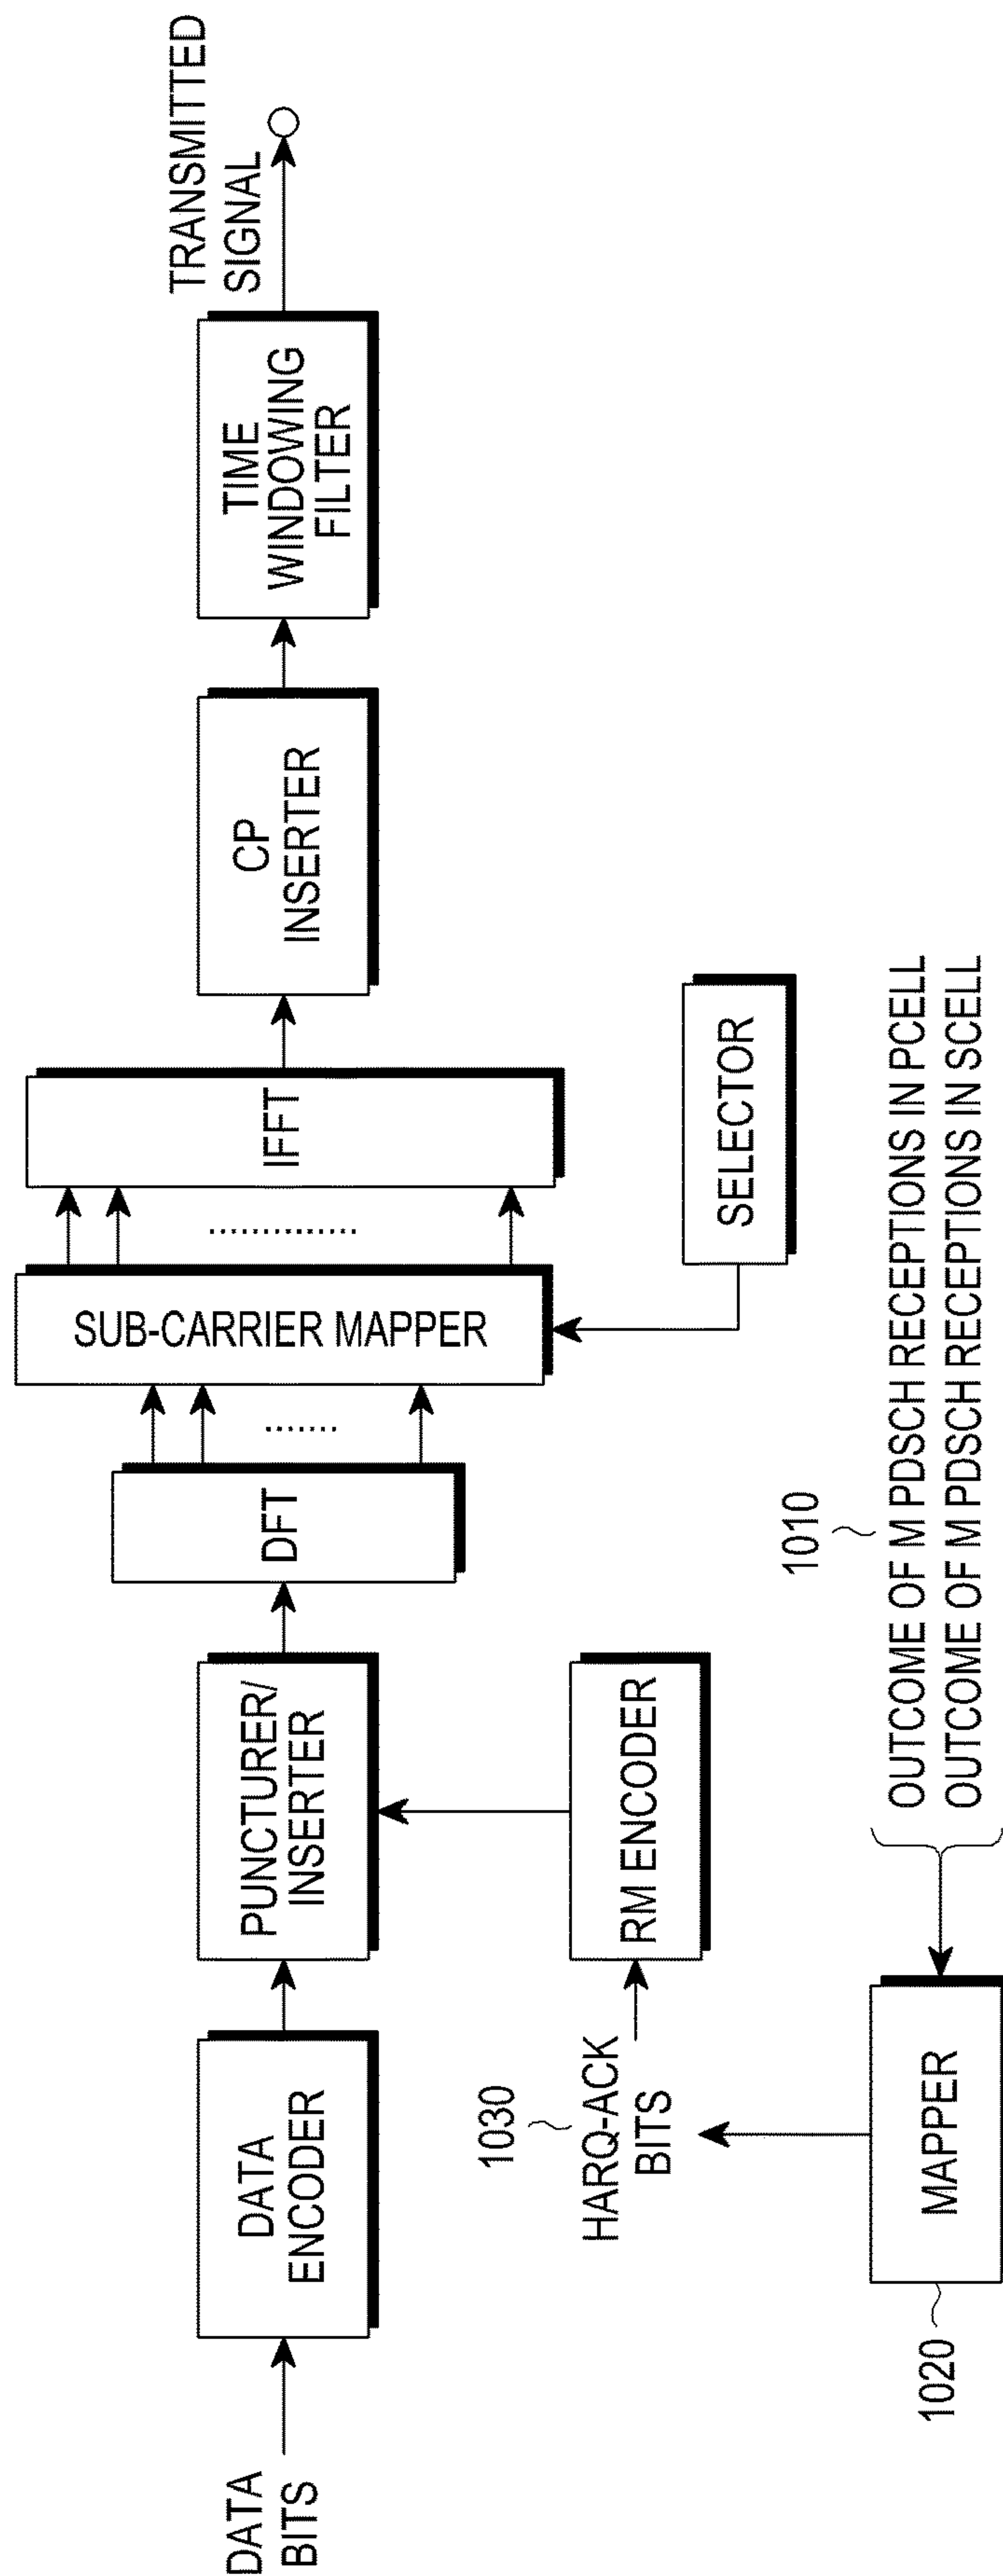 DATA
BITS
DATA
ENCODER
PUNCTURER/
INSERTER
DFT
SUB-CARRIER MAPPER
IFFT
CP
INSERTER
TIME
WINDOWING
FILTER
TRANSMITTED
SIGNAL
1030
HARQ-ACK
BITS
RM ENCODER
SELECTOR
1020
MAPPER
1010
OUTCOME OF M PDSCH RECEPTIONS IN PCELL
OUTCOME OF M PDSCH RECEPTIONS IN SCELL